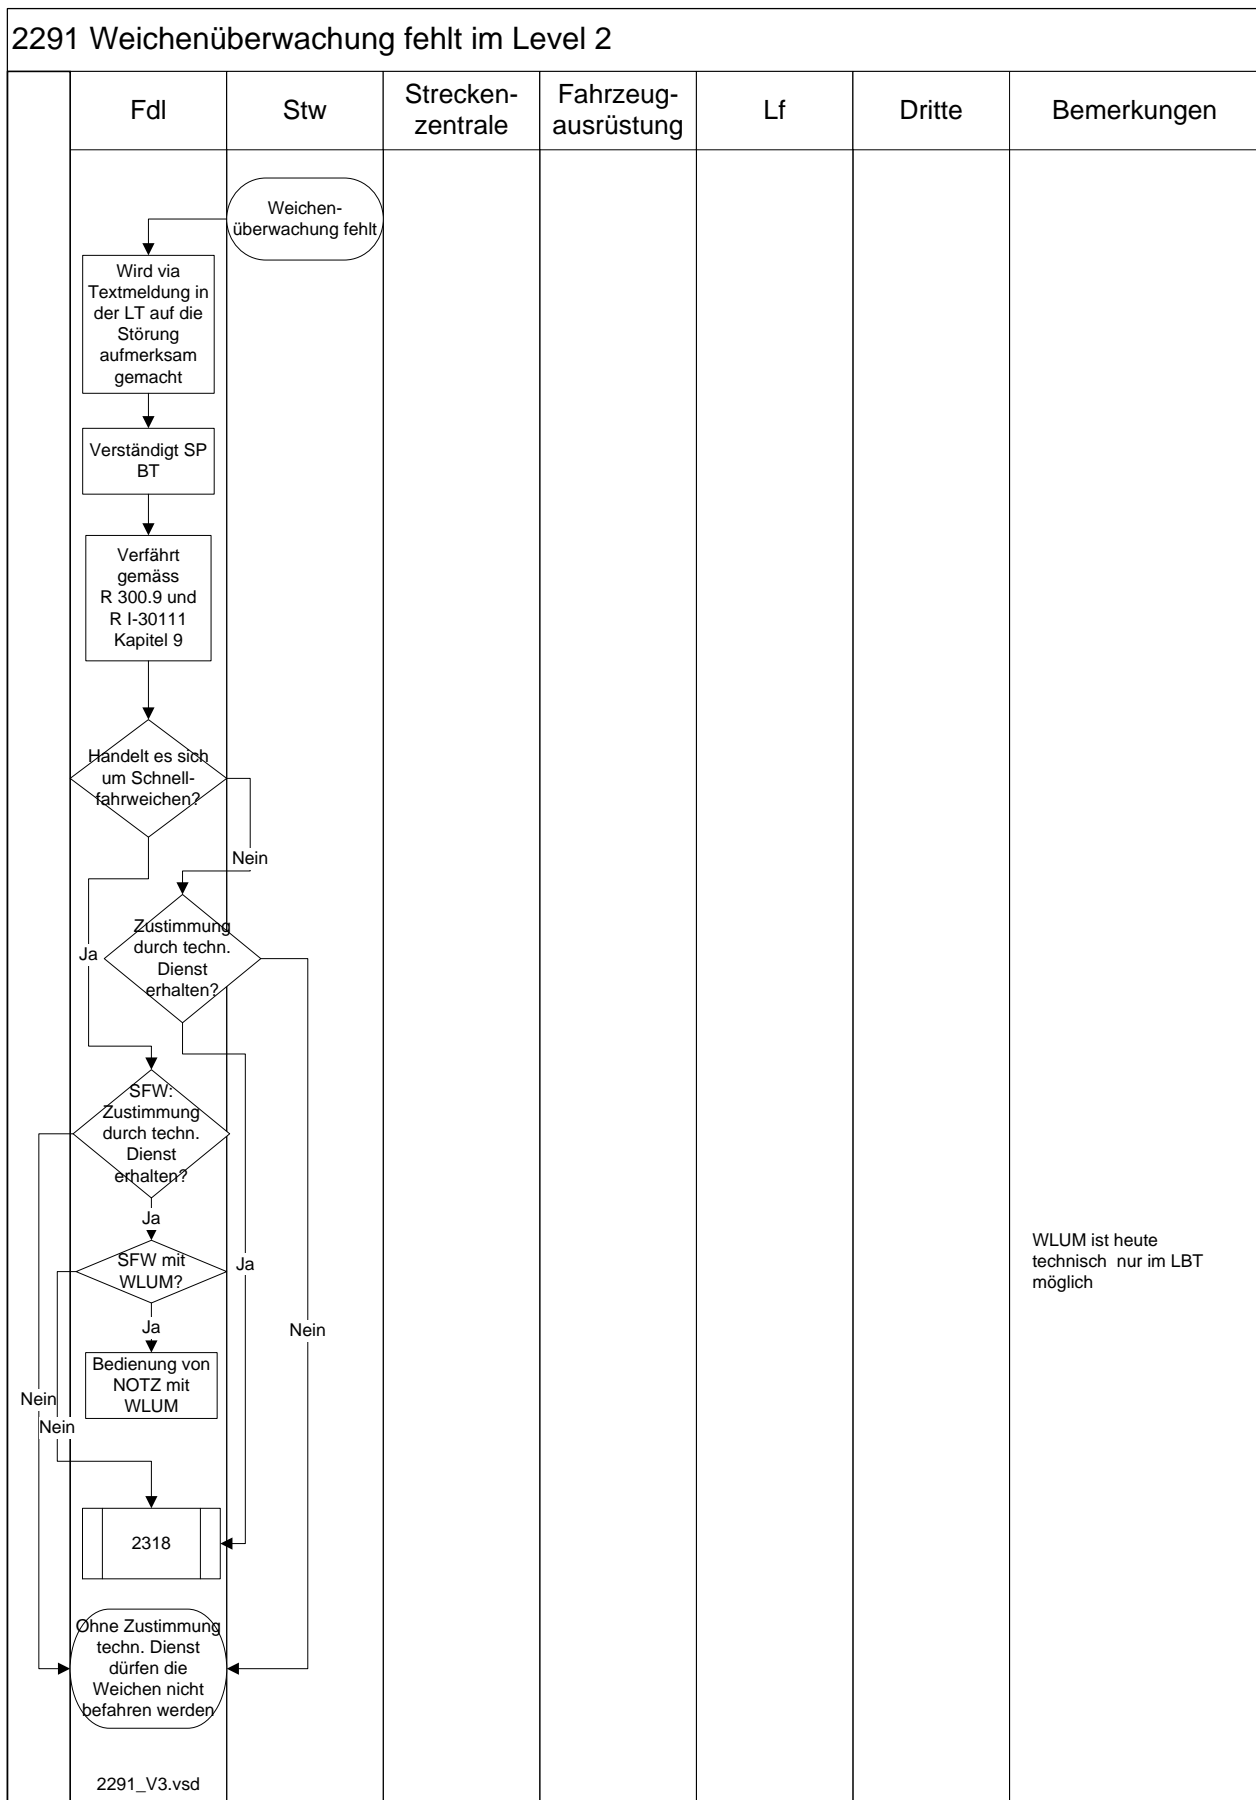 2291 Weichenüberwachung fehlt im Level 2
Fdl
Stw
Strecken-
zentrale
Fahrzeug-
ausrüstung
Lf
Dritte
Bemerkungen
Weichen-
überwachung fehlt
Wird via
Textmeldung in
der LT auf die
Störung
aufmerksam
gemacht
Verständigt SP
BT
Verfährt
gemäss
R 300.9 und
R I-30111
Kapitel 9
Handelt es sich
um Schnell-
fahrweichen?
Nein
Zustimmung
durch techn.
Dienst
erhalten?
Ja
SFW:
Zustimmung
durch techn.
Dienst
erhalten?
Ja
SFW mit
WLUM?
Ja
WLUM ist heute
technisch nur im LBT
möglich
Ja
Nein
Bedienung von
NOTZ mit
WLUM
Nein
Nein
2318
Ohne Zustimmung
techn. Dienst
dürfen die
Weichen nicht
befahren werden
2291_V3.vsd